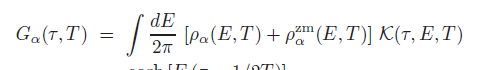 G_α(τ, T) = ∫ dE/2π [ρ_α(E, T) + ρ_α^zm(E, T)] K(τ, E, T)